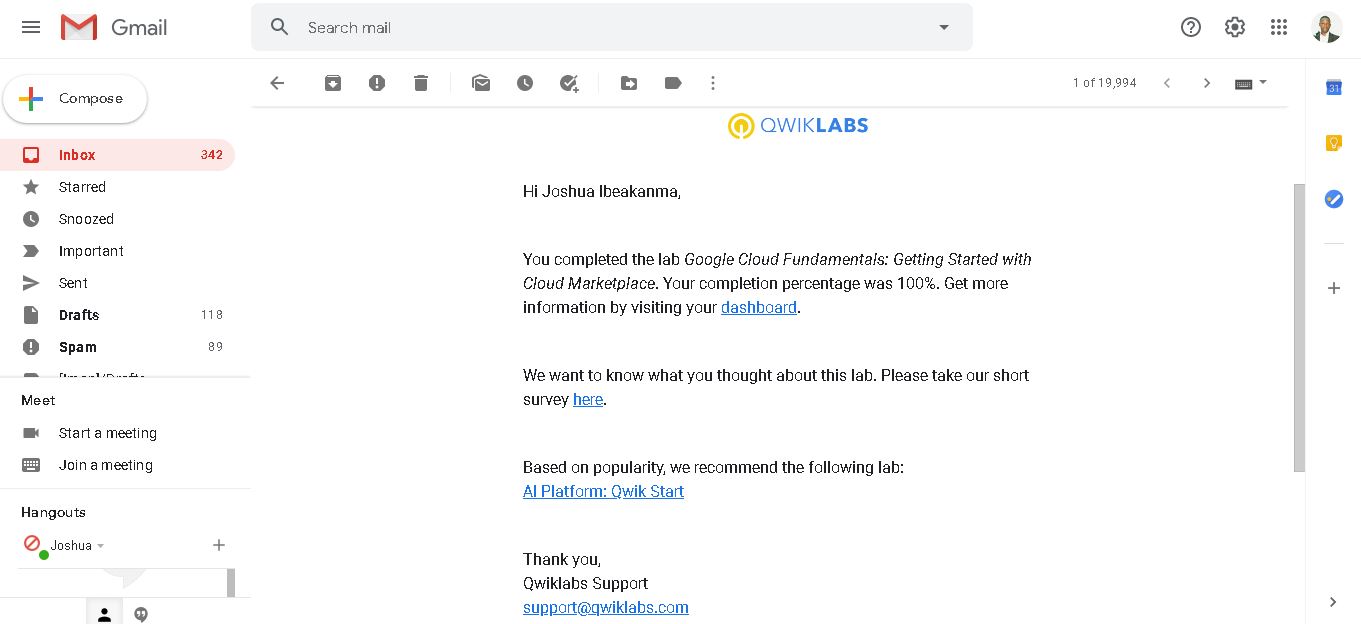 Gmail
Search mail
Compose
1 of 19,994
31
QWIKLABS
Inbox 342
Starred
Snoozed
Important
Sent
Drafts 118
Spam 89
Meet
Start a meeting
Join a meeting
Hangouts
Joshua
Hi Joshua Ibeakanma,
You completed the lab Google Cloud Fundamentals: Getting Started with
Cloud Marketplace. Your completion percentage was 100%. Get more
information by visiting your dashboard.
We want to know what you thought about this lab. Please take our short
survey here.
Based on popularity, we recommend the following lab:
AI Platform: Qwik Start
Thank you,
Qwiklabs Support
support@qwiklabs.com